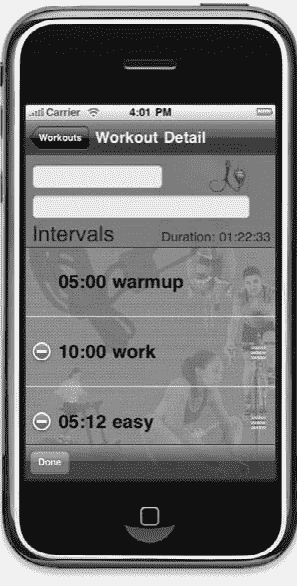 Carrier 4:01 PM
Workouts Workout Detail
Intervals Duration: 01:22:33
05:00 warmup
10:00 work
05:12 easy
Done